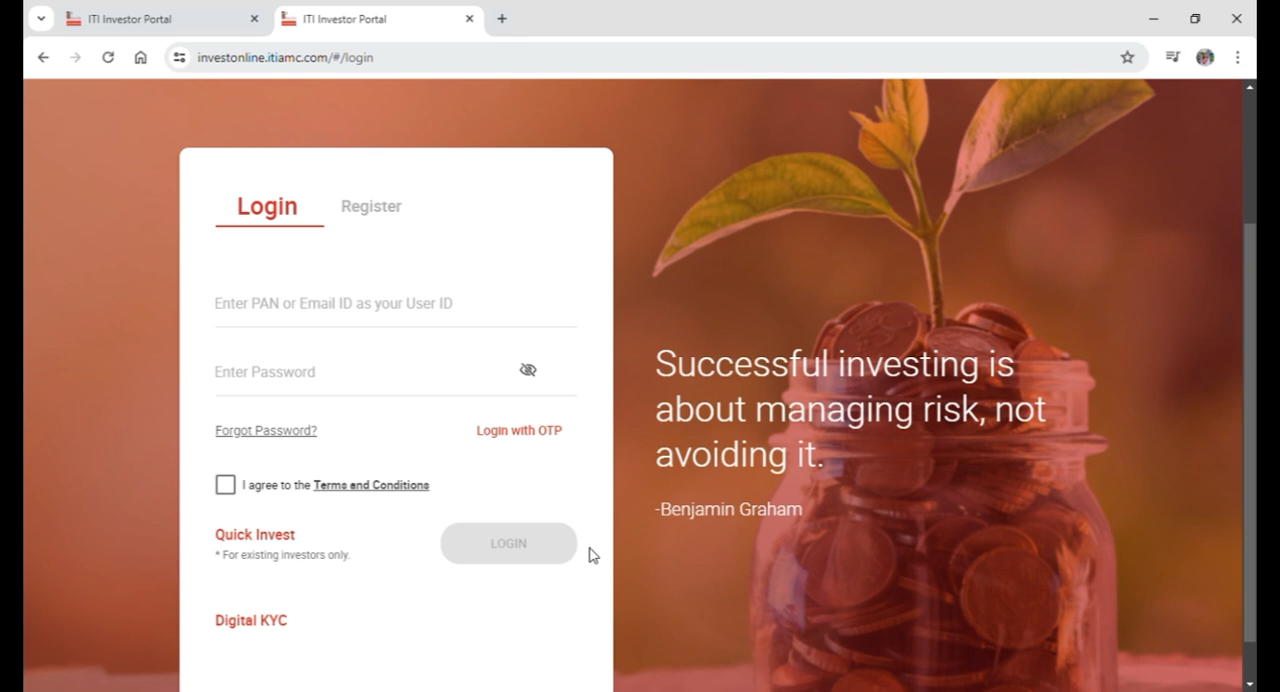 ITI Investor Portal
ITI Investor Portal
investonline.itiamc.com/#/login
Login Register
Enter PAN or Email ID as your User ID
Enter Password
Forgot Password? Login with OTP
I agree to the Terms and Conditions
Quick Invest
* For existing investors only.
LOGIN
Digital KYC
Successful investing is
about managing risk, not
avoiding it.
-Benjamin Graham